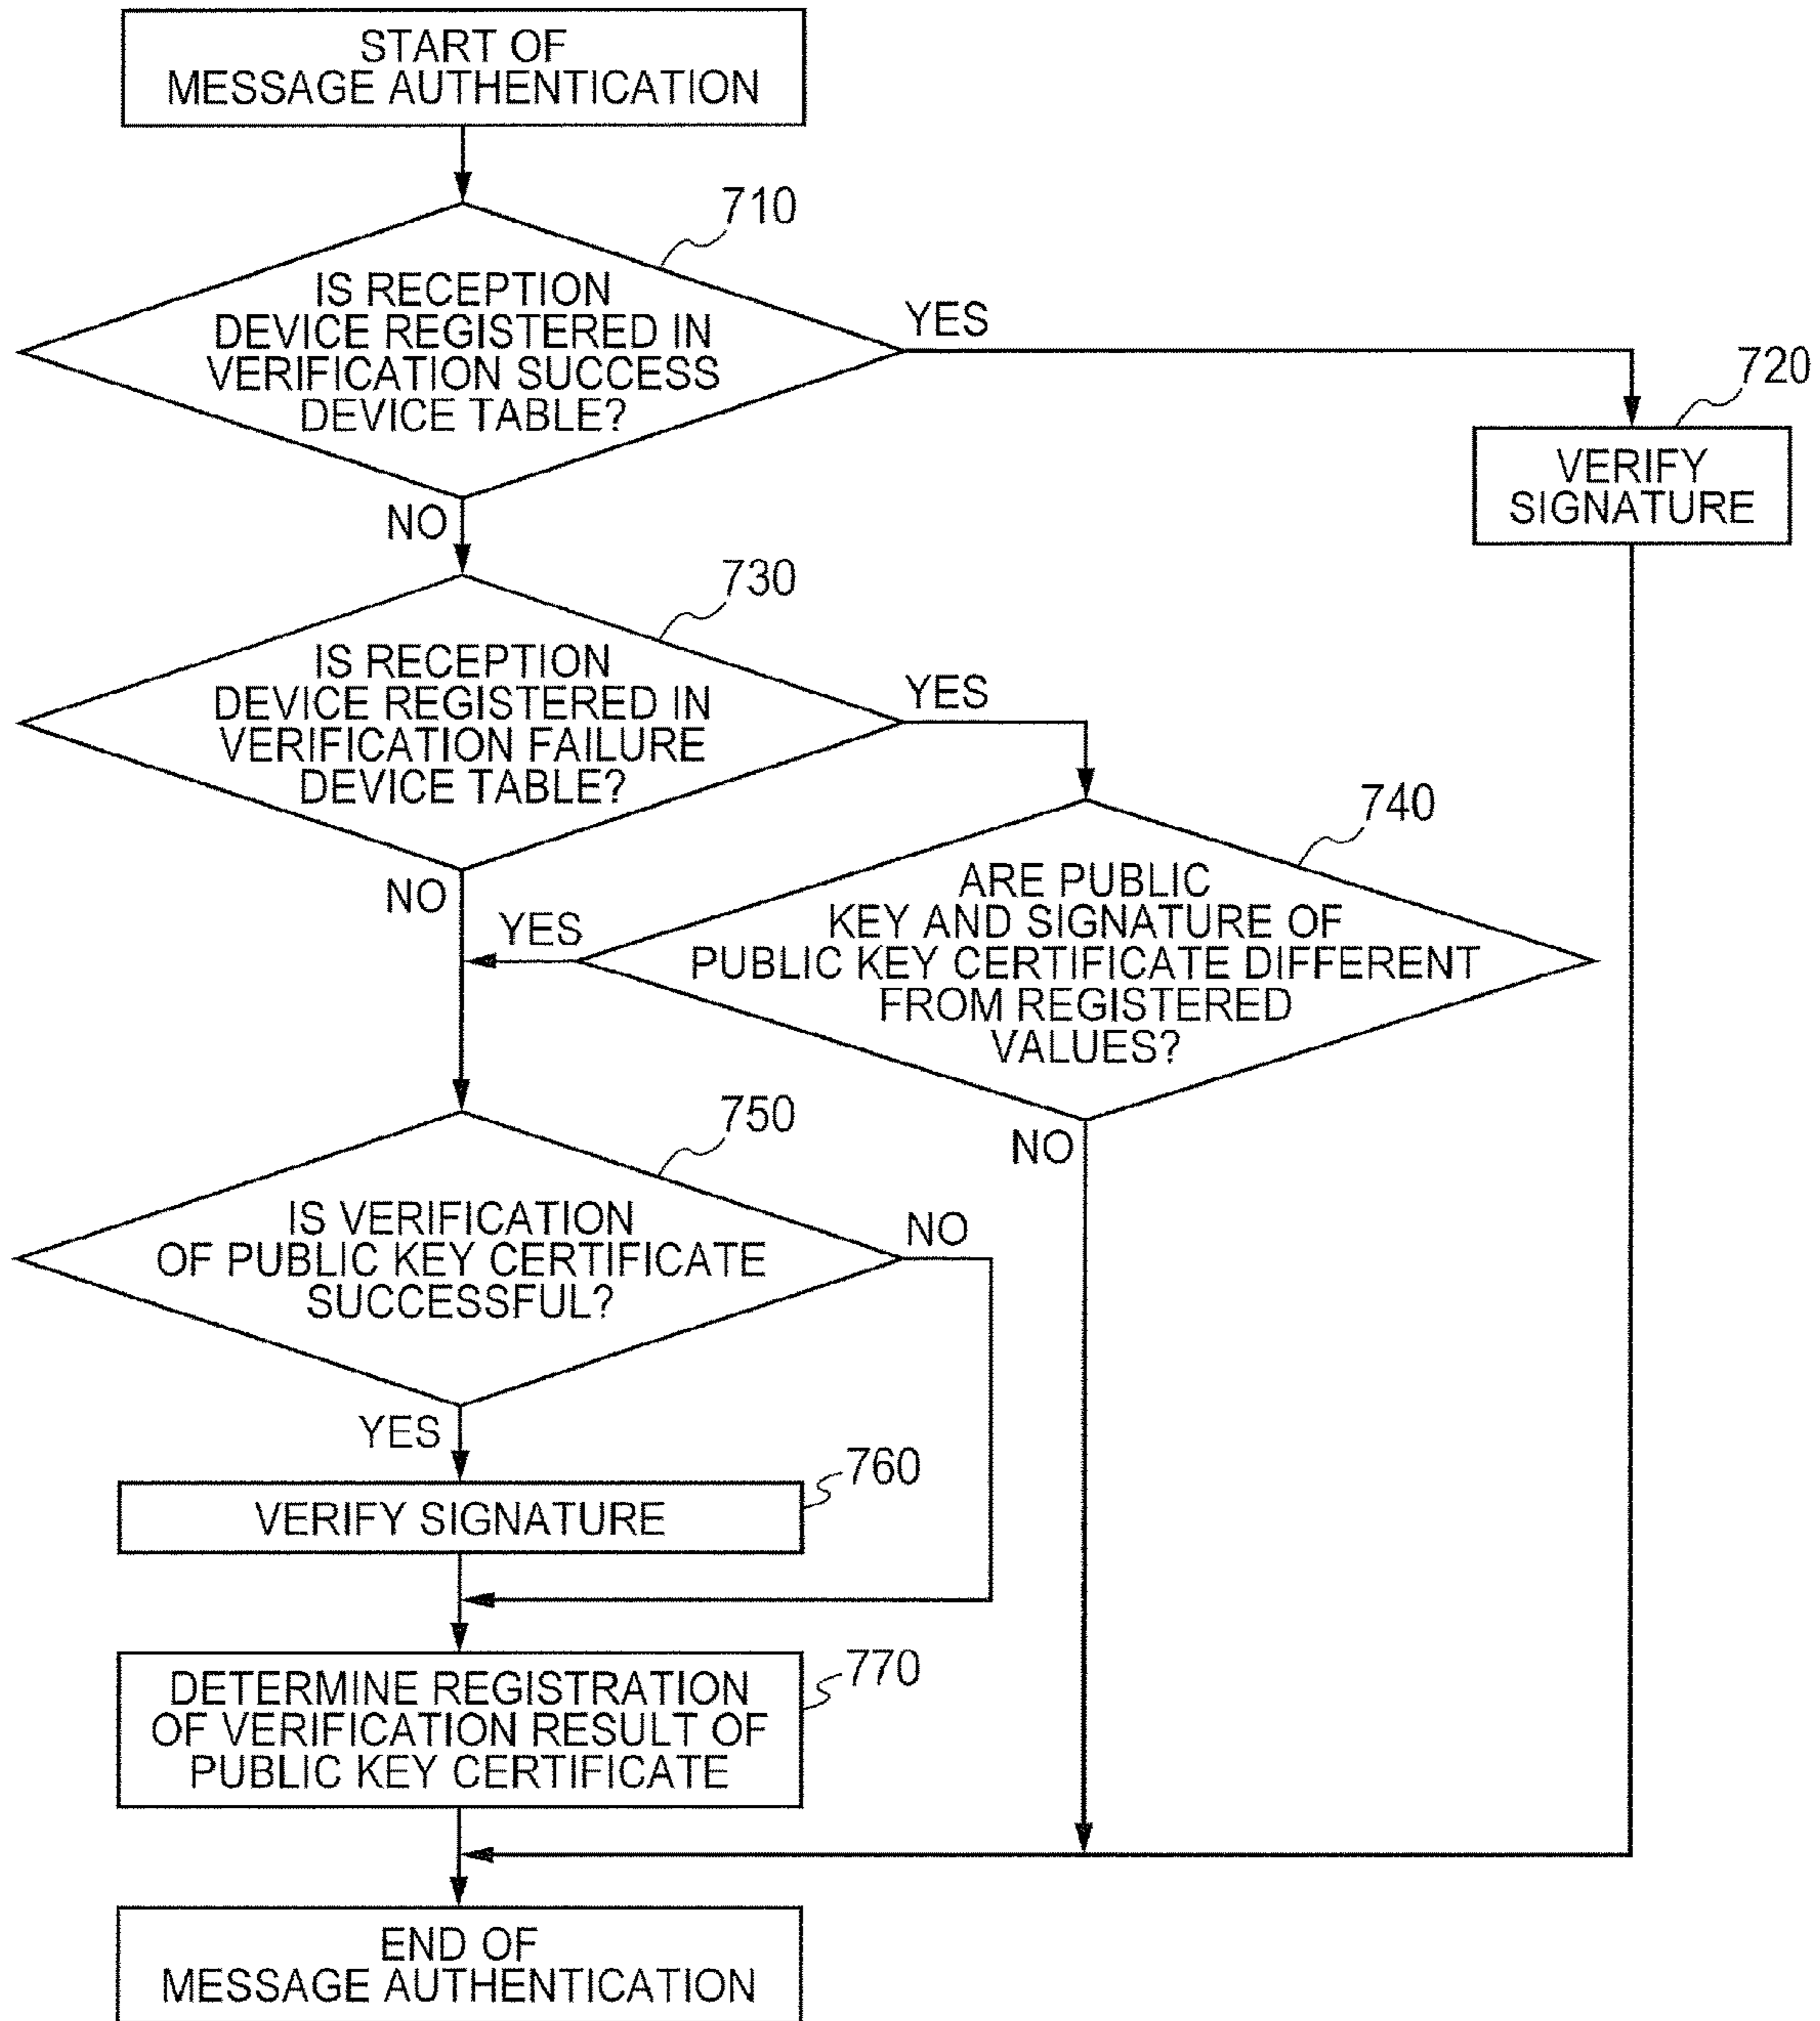 START OF
MESSAGE AUTHENTICATION
710
IS RECEPTION
DEVICE REGISTERED IN
VERIFICATION SUCCESS
DEVICE TABLE?
YES
720
VERIFY
SIGNATURE
NO
730
IS RECEPTION
DEVICE REGISTERED IN
VERIFICATION FAILURE
DEVICE TABLE?
YES
740
ARE PUBLIC
KEY AND SIGNATURE OF
PUBLIC KEY CERTIFICATE DIFFERENT
FROM REGISTERED
VALUES?
NO
YES
NO
750
IS VERIFICATION
OF PUBLIC KEY CERTIFICATE
SUCCESSFUL?
NO
YES
760
VERIFY SIGNATURE
770
DETERMINE REGISTRATION
OF VERIFICATION RESULT OF
PUBLIC KEY CERTIFICATE
END OF
MESSAGE AUTHENTICATION